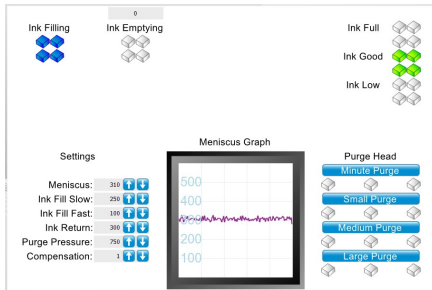 0
Ink Filling
Ink Emptying
Ink Full
Ink Good
Ink Low
Meniscus Graph
Settings
Purge Head
Meniscus: 310
Ink Fill Slow: 250
Ink Fill Fast: 100
Ink Return: 300
Purge Pressure: 750
Compensation: 1
500
400
200
100
Minute Purge
Small Purge
Medium Purge
Large Purge